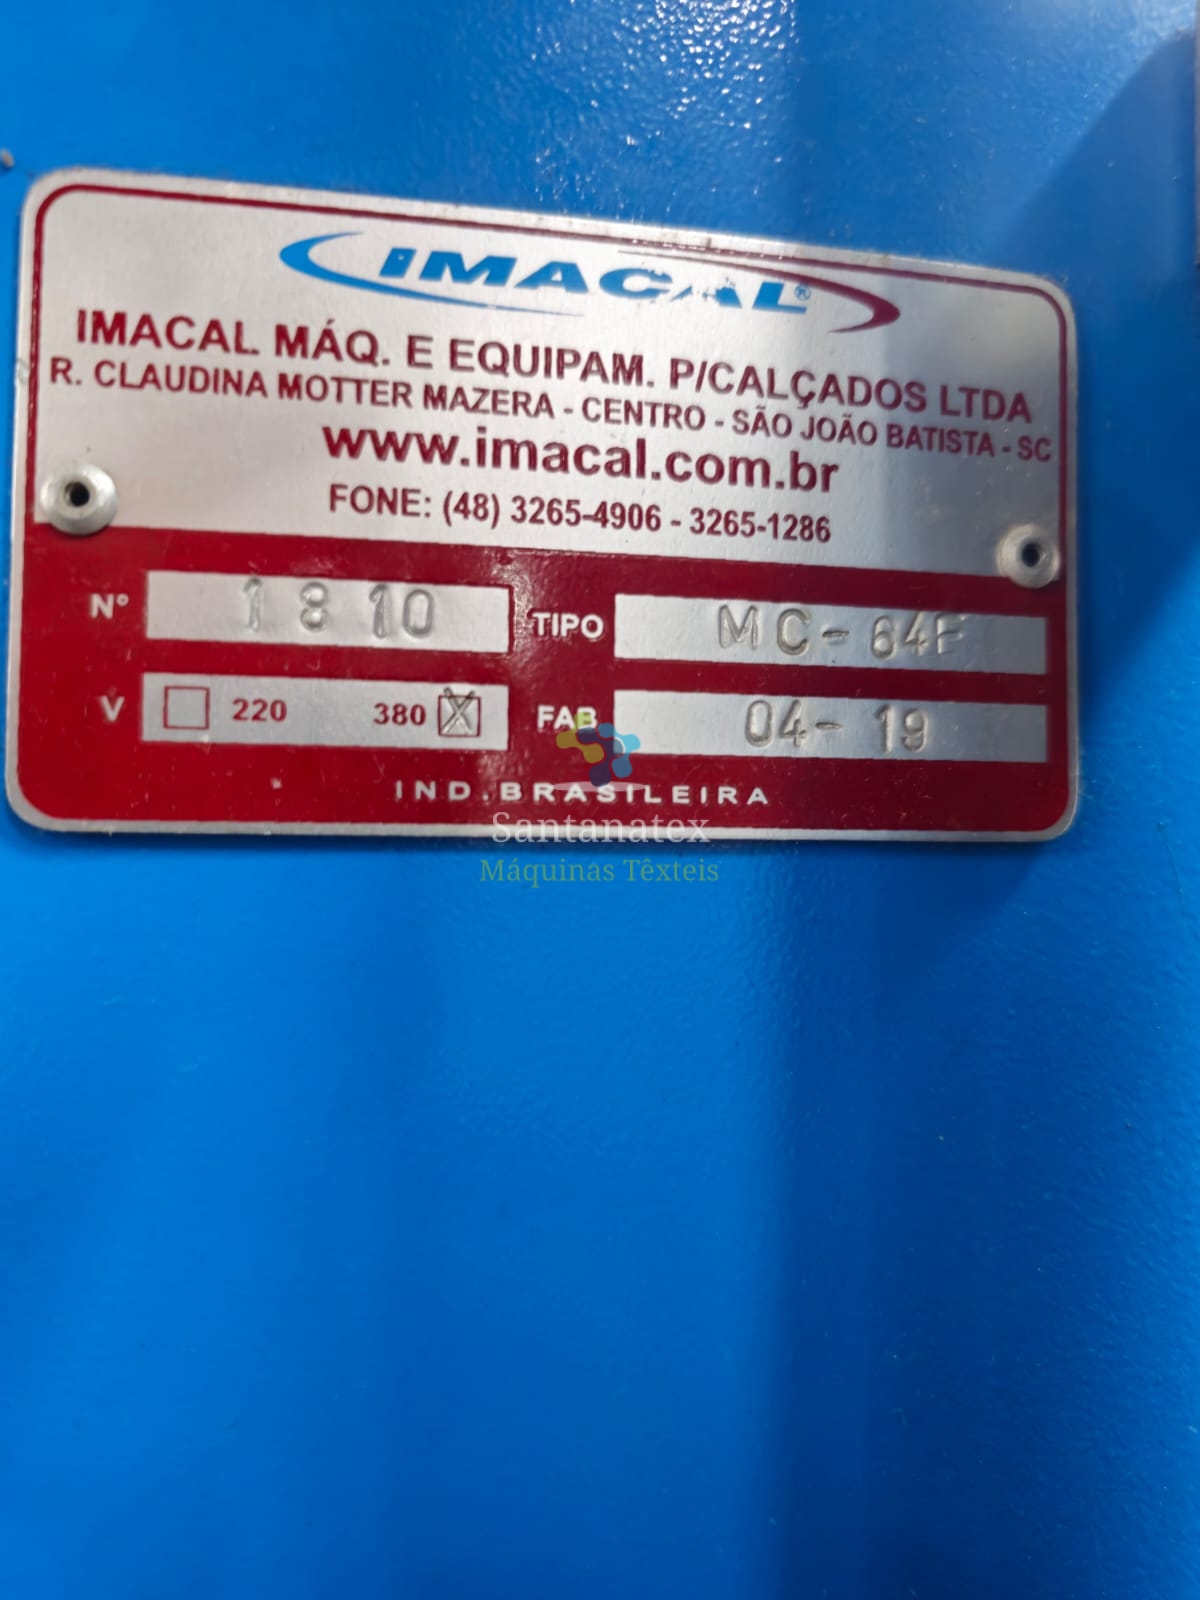 IMACAL®
IMACAL MÁQ. E EQUIPAM. P/CALÇADOS LTDA
R. CLAUDINA MOTTER MAZERA - CENTRO - SÃO JOÃO BATISTA - SC
www.imacal.com.br
FONE: (48) 3265-4906 - 3265-1286
Nº 1810 TIPO MC-64F
V 220 380 X FAB 04-19
IND.BRASILEIRA
Santanatex
Máquinas Têxteis